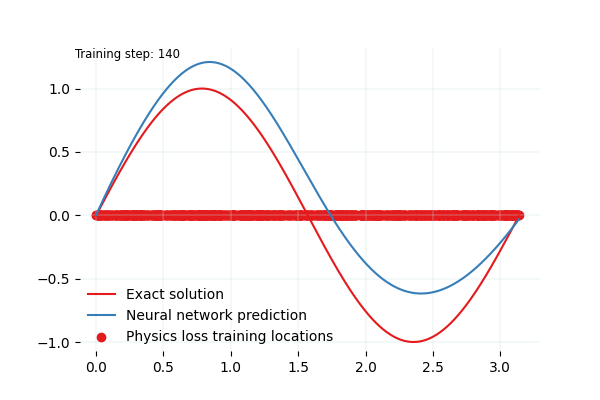 Training step: 140
1.0
0.5
0.0
−0.5
−1.0
Exact solution
Neural network prediction
Physics loss training locations
0.0 0.5 1.0 1.5 2.0 2.5 3.0